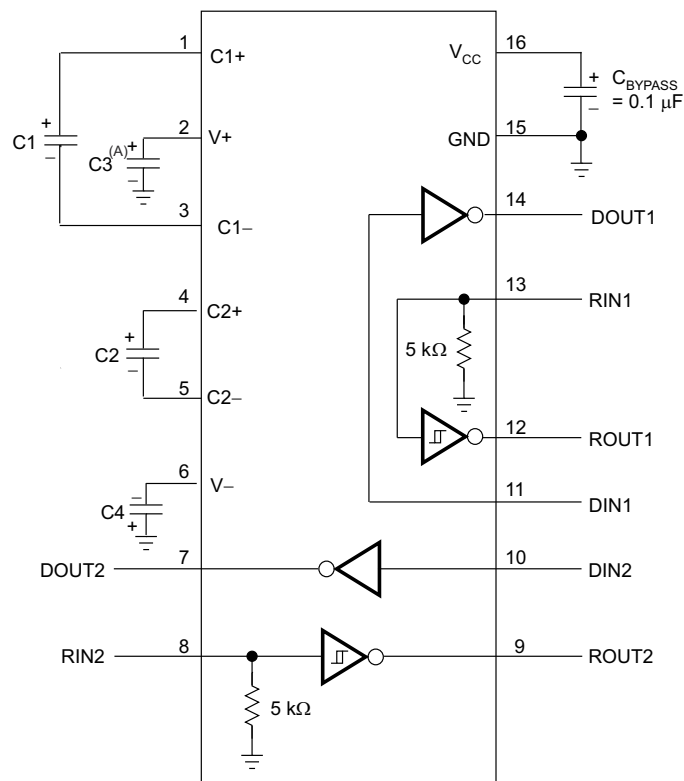 1
C1+
C1
+
–
2
V+
C3(A)
+
–
3
C1–
4
C2+
C2
+
–
5
C2–
6
V–
C4
–
+
DOUT2
7
RIN2
8
5 kΩ
VCC
16
+
–
CBYPASS
= 0.1 μF
GND
15
14
DOUT1
13
RIN1
5 kΩ
12
ROUT1
11
DIN1
10
DIN2
9
ROUT2